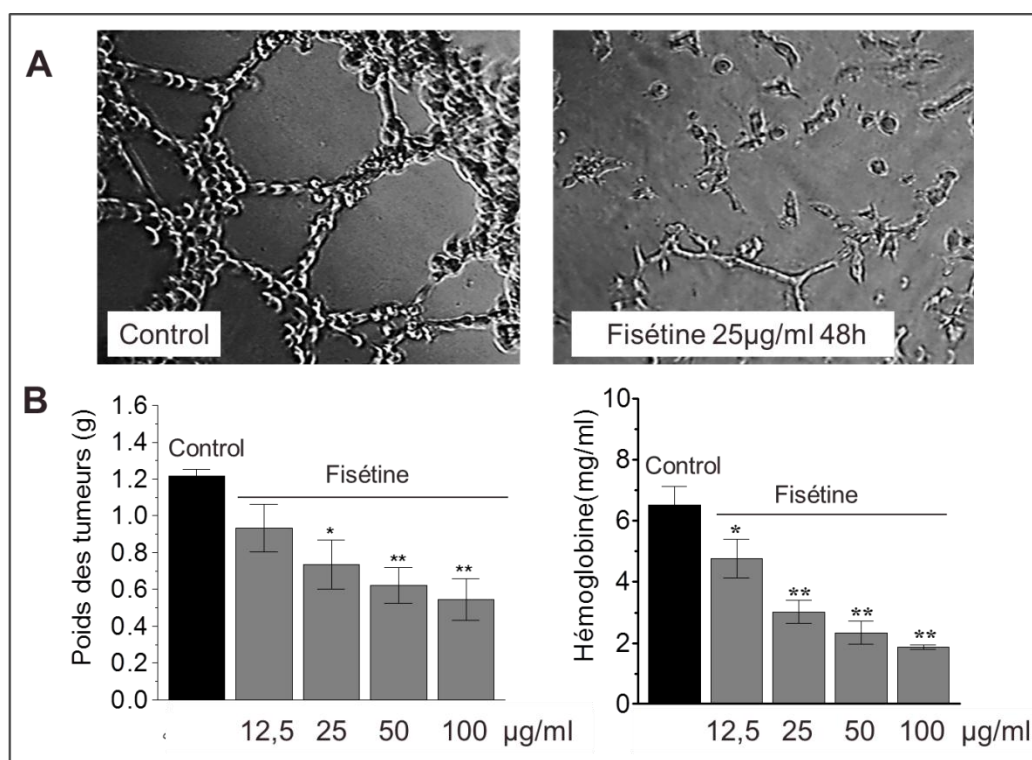 A
Control
Fisétine 25µg/ml 48h
B
Poids des tumeurs (g)
1.6
1.4
1.2
1.0
0.8
0.6
0.4
0.2
0.0
Control
Fisétine
*
**
**
12,5 25 50 100 µg/ml
Hémoglobine(mg/ml)
10
8
6
4
2
0
Control
Fisétine
*
**
**
**
12,5 25 50 100 µg/ml